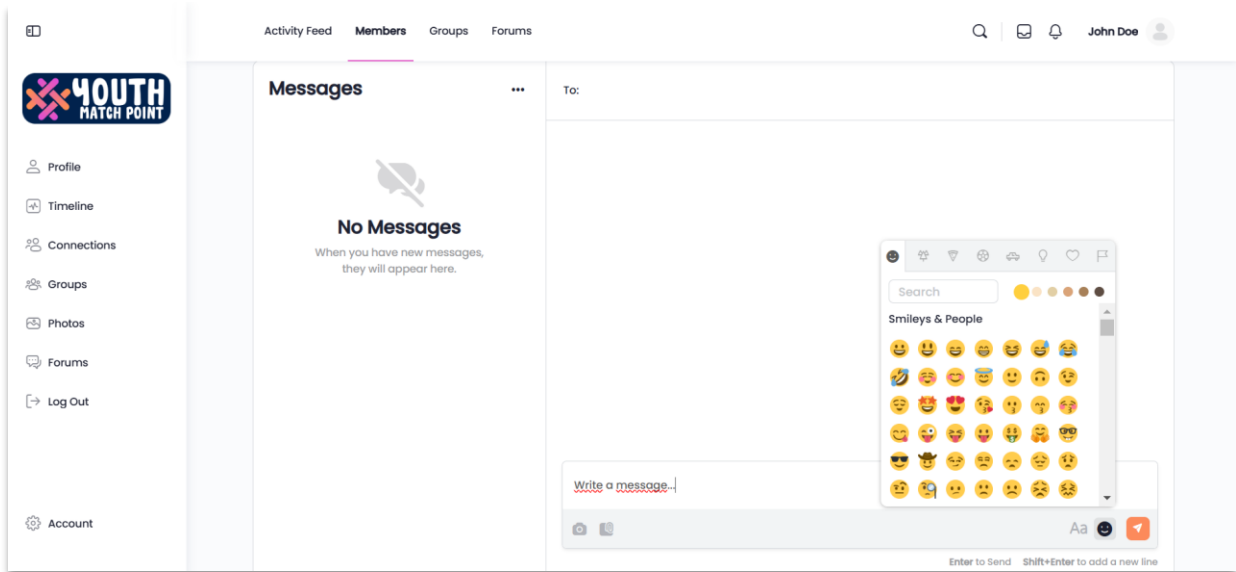 Activity Feed Members Groups Forums
John Doe
YOUTH
MATCH POINT
Profile
Timeline
Connections
Groups
Photos
Forums
Log Out
Account
Messages
No Messages
When you have new messages,
they will appear here.
To:
Search
Smileys & People
Write a message...
Aa
Enter to Send Shift+Enter to add a new line